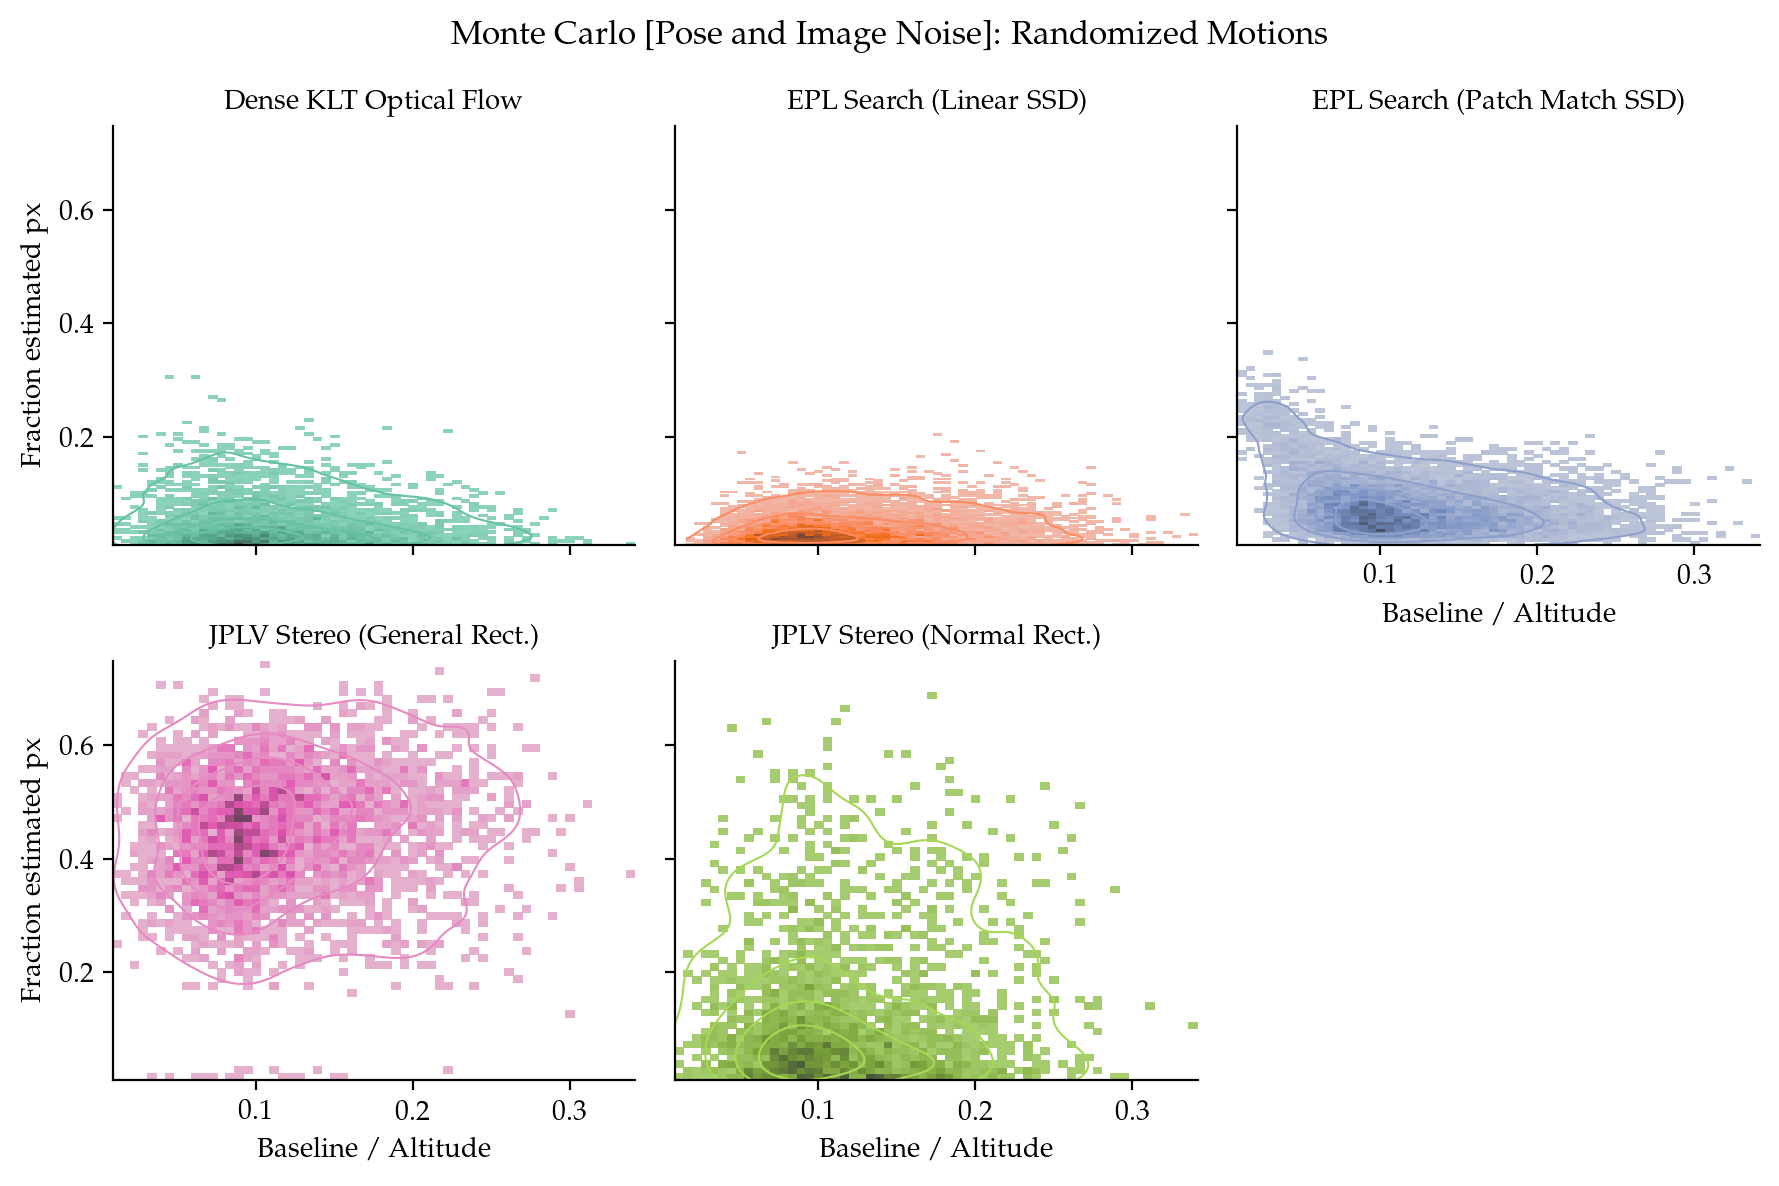 Monte Carlo [Pose and Image Noise]: Randomized Motions
Dense KLT Optical Flow
EPL Search (Linear SSD)
EPL Search (Patch Match SSD)
Fraction estimated px
0.6
0.4
0.2
0.1
0.2
0.3
Baseline / Altitude
JPLV Stereo (General Rect.)
JPLV Stereo (Normal Rect.)
Fraction estimated px
0.6
0.4
0.2
0.1
0.2
0.3
Baseline / Altitude
0.1
0.2
0.3
Baseline / Altitude